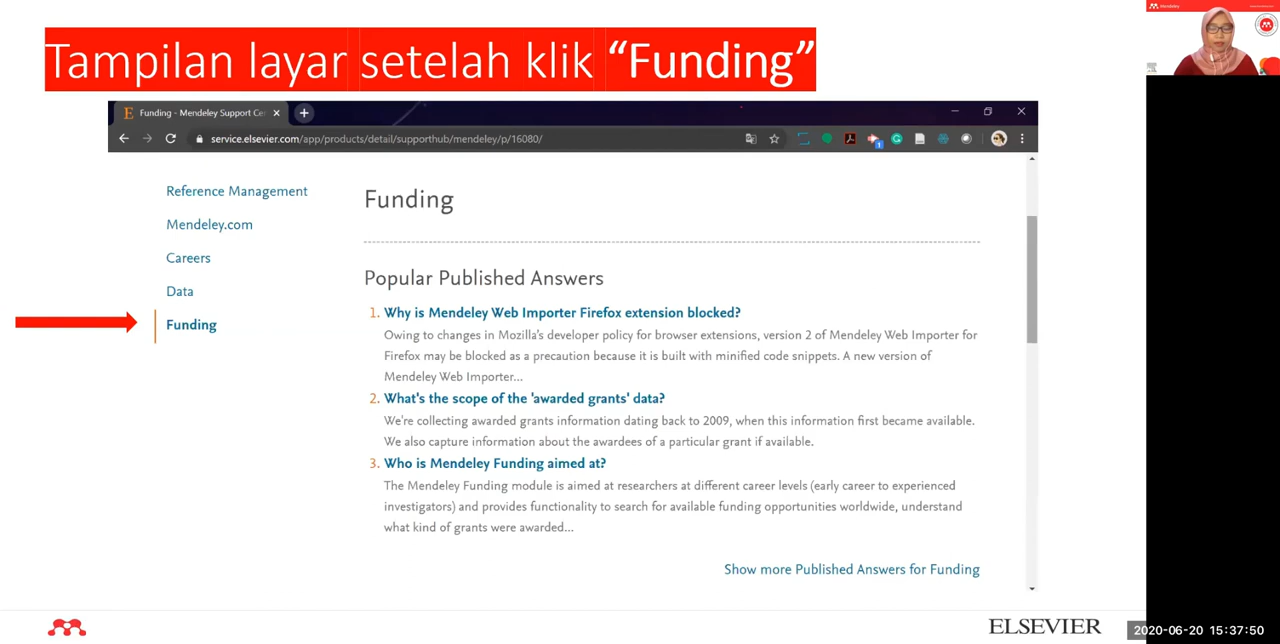 Tampilan layar setelah klik “Funding”
Mendeley
Funding - Mendeley Support Ce
service.elsevier.com/app/products/detail/supporthub/mendeley/p/16080/
Reference Management
Mendeley.com
Careers
Data
Funding
Funding
Popular Published Answers
1. Why is Mendeley Web Importer Firefox extension blocked?
Owing to changes in Mozilla's developer policy for browser extensions, version 2 of Mendeley Web Importer for
Firefox may be blocked as a precaution because it is built with minified code snippets. A new version of
Mendeley Web Importer...
2. What's the scope of the 'awarded grants' data?
We're collecting awarded grants information dating back to 2009, when this information first became available.
We also capture information about the awardees of a particular grant if available.
3. Who is Mendeley Funding aimed at?
The Mendeley Funding module is aimed at researchers at different career levels (early career to experienced
investigators) and provides functionality to search for available funding opportunities worldwide, understand
what kind of grants were awarded...
Show more Published Answers for Funding
ELSEVIER
2020-06-20 15:37:50